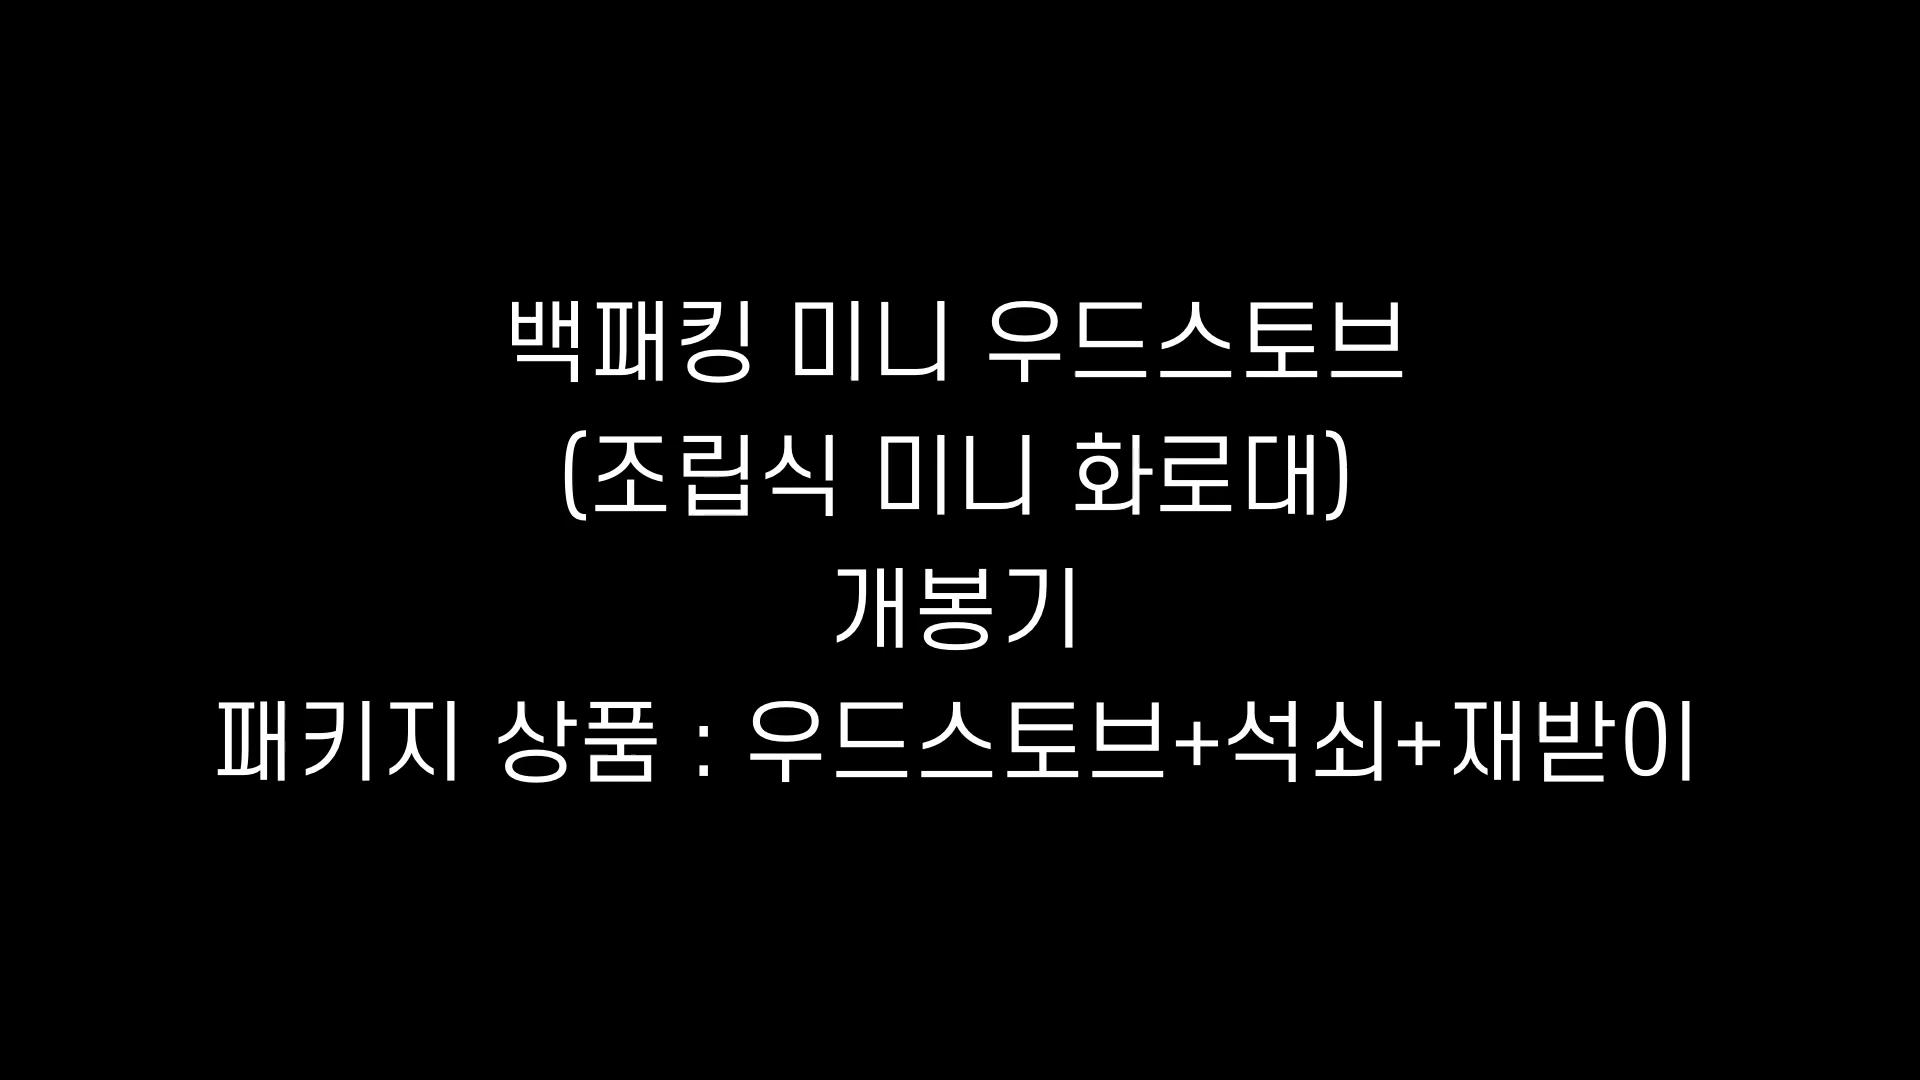 백패킹 미니 우드스토브
(조립식 미니 화로대)
개봉기
패키지 상품 : 우드스토브+석쇠+재받이